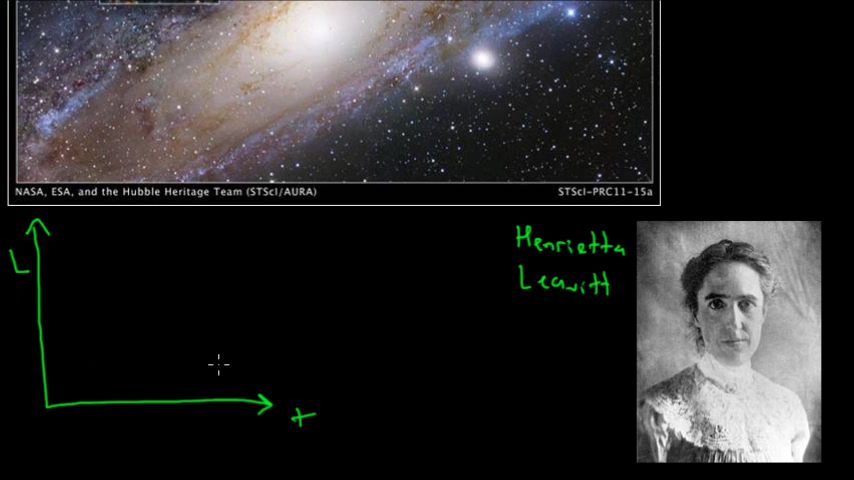 NASA, ESA, and the Hubble Heritage Team (STScI/AURA) STScI-PRC11-15a
L
Henrietta
Leavitt
t